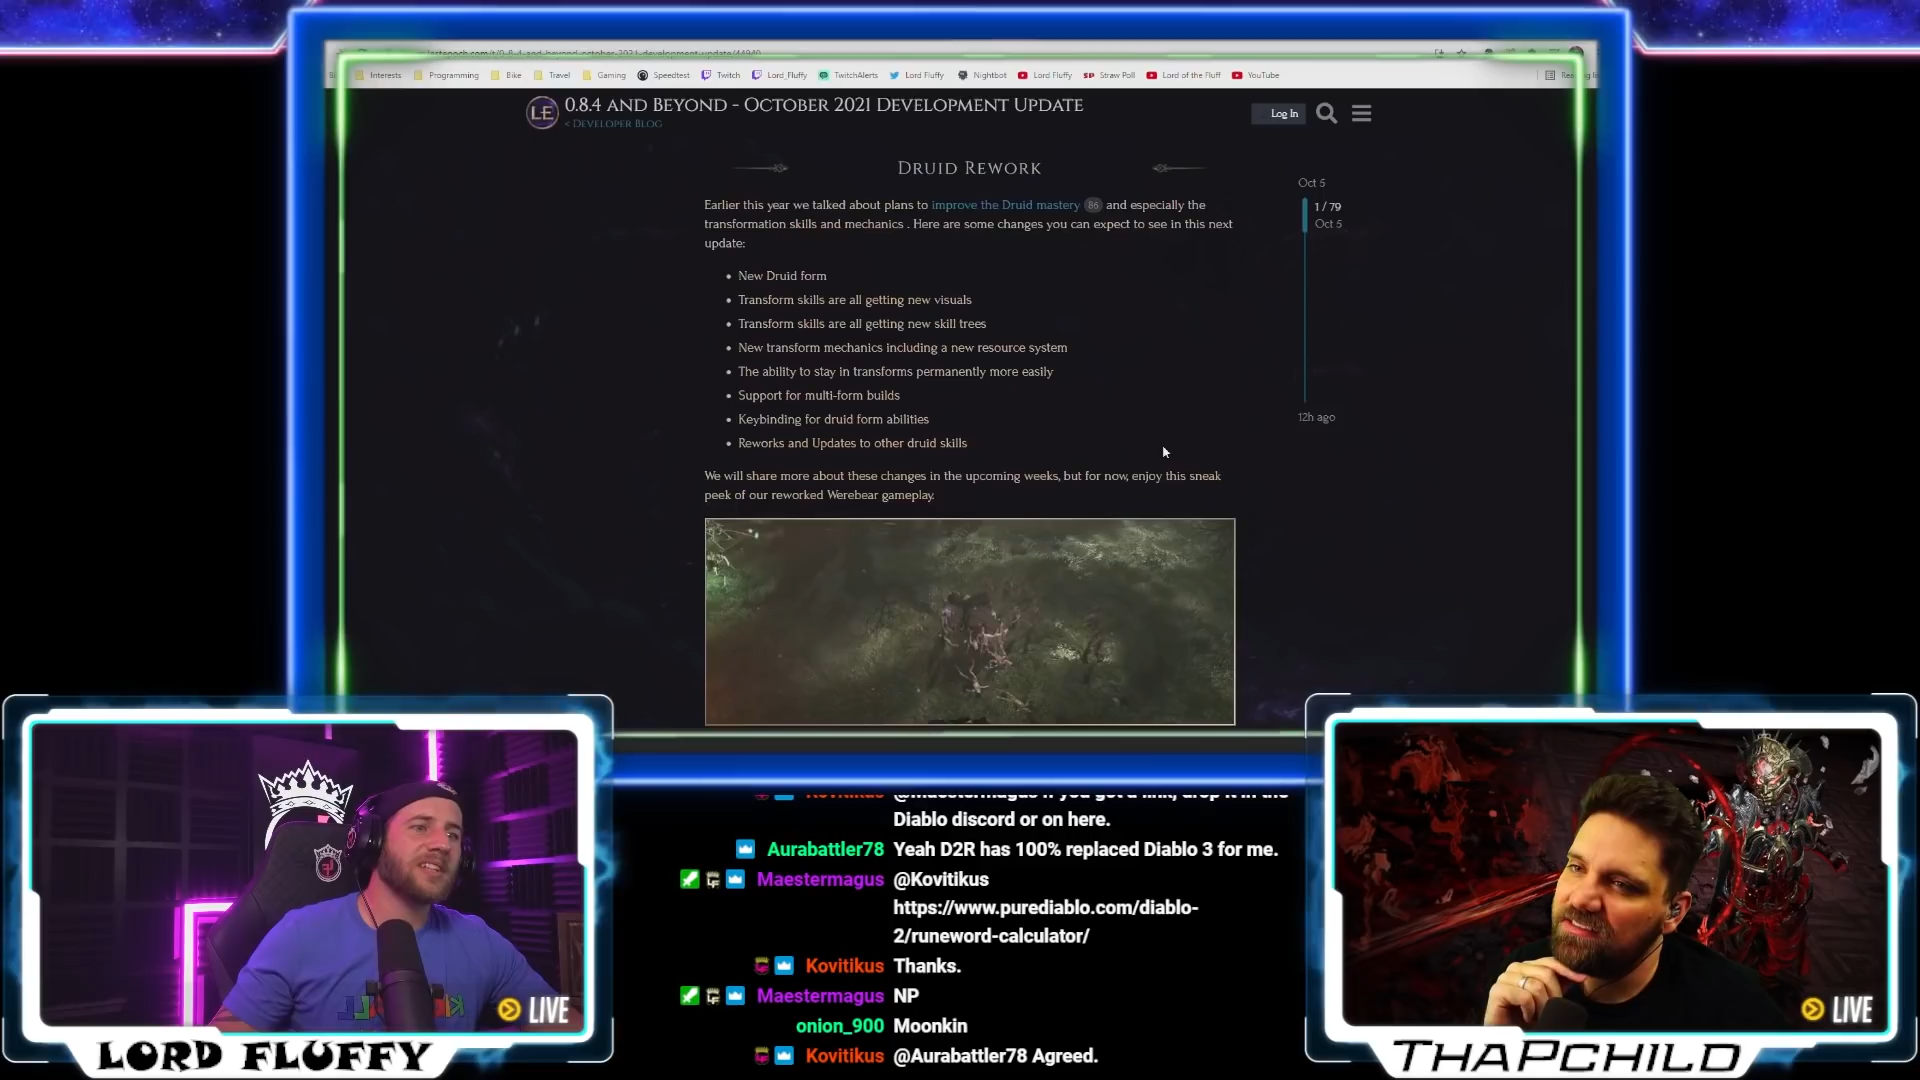 Interests Programming Bike Travel Gaming Speedtest Twitch Lord_Fluffy TwitchAlerts Lord Fluffy Nightbot Lord Fluffy SP Straw Poll Lord of the Fluff YouTube
LE 0.8.4 and Beyond - October 2021 Development Update
< Developer Blog
Log In
Druid Rework
Earlier this year we talked about plans to improve the Druid mastery 86 and especially the
transformation skills and mechanics . Here are some changes you can expect to see in this next
update:
• New Druid form
• Transform skills are all getting new visuals
• Transform skills are all getting new skill trees
• New transform mechanics including a new resource system
• The ability to stay in transforms permanently more easily
• Support for multi-form builds
• Keybinding for druid form abilities
• Reworks and Updates to other druid skills
We will share more about these changes in the upcoming weeks, but for now, enjoy this sneak
peek of our reworked Werebear gameplay.
Oct 5
1 / 79
Oct 5
12h ago
Diablo discord or on here.
Aurabattler78 Yeah D2R has 100% replaced Diablo 3 for me.
Maestermagus @Kovitikus
https://www.purediablo.com/diablo-
2/runeword-calculator/
Kovitikus Thanks.
Maestermagus NP
onion_900 Moonkin
Kovitikus @Aurabattler78 Agreed.
LIVE
Lord Fluffy
LIVE
ThaPchild